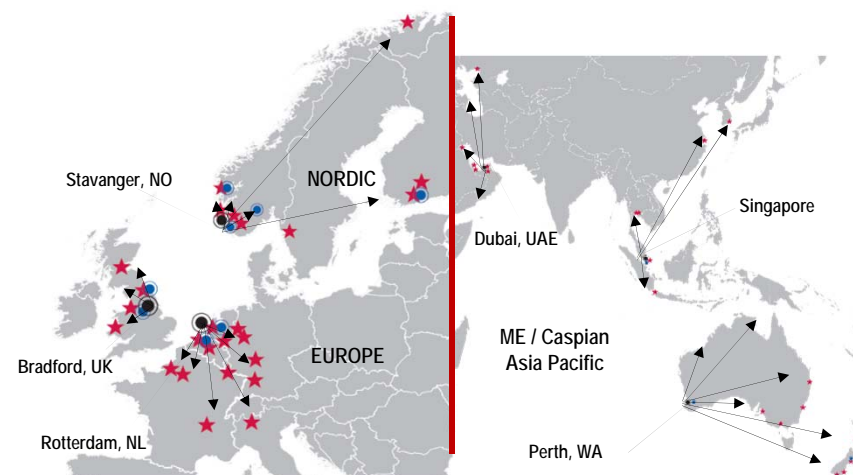 Stavanger, NO
NORDIC
Bradford, UK
EUROPE
Rotterdam, NL
Dubai, UAE
Singapore
ME / Caspian
Asia Pacific
Perth, WA